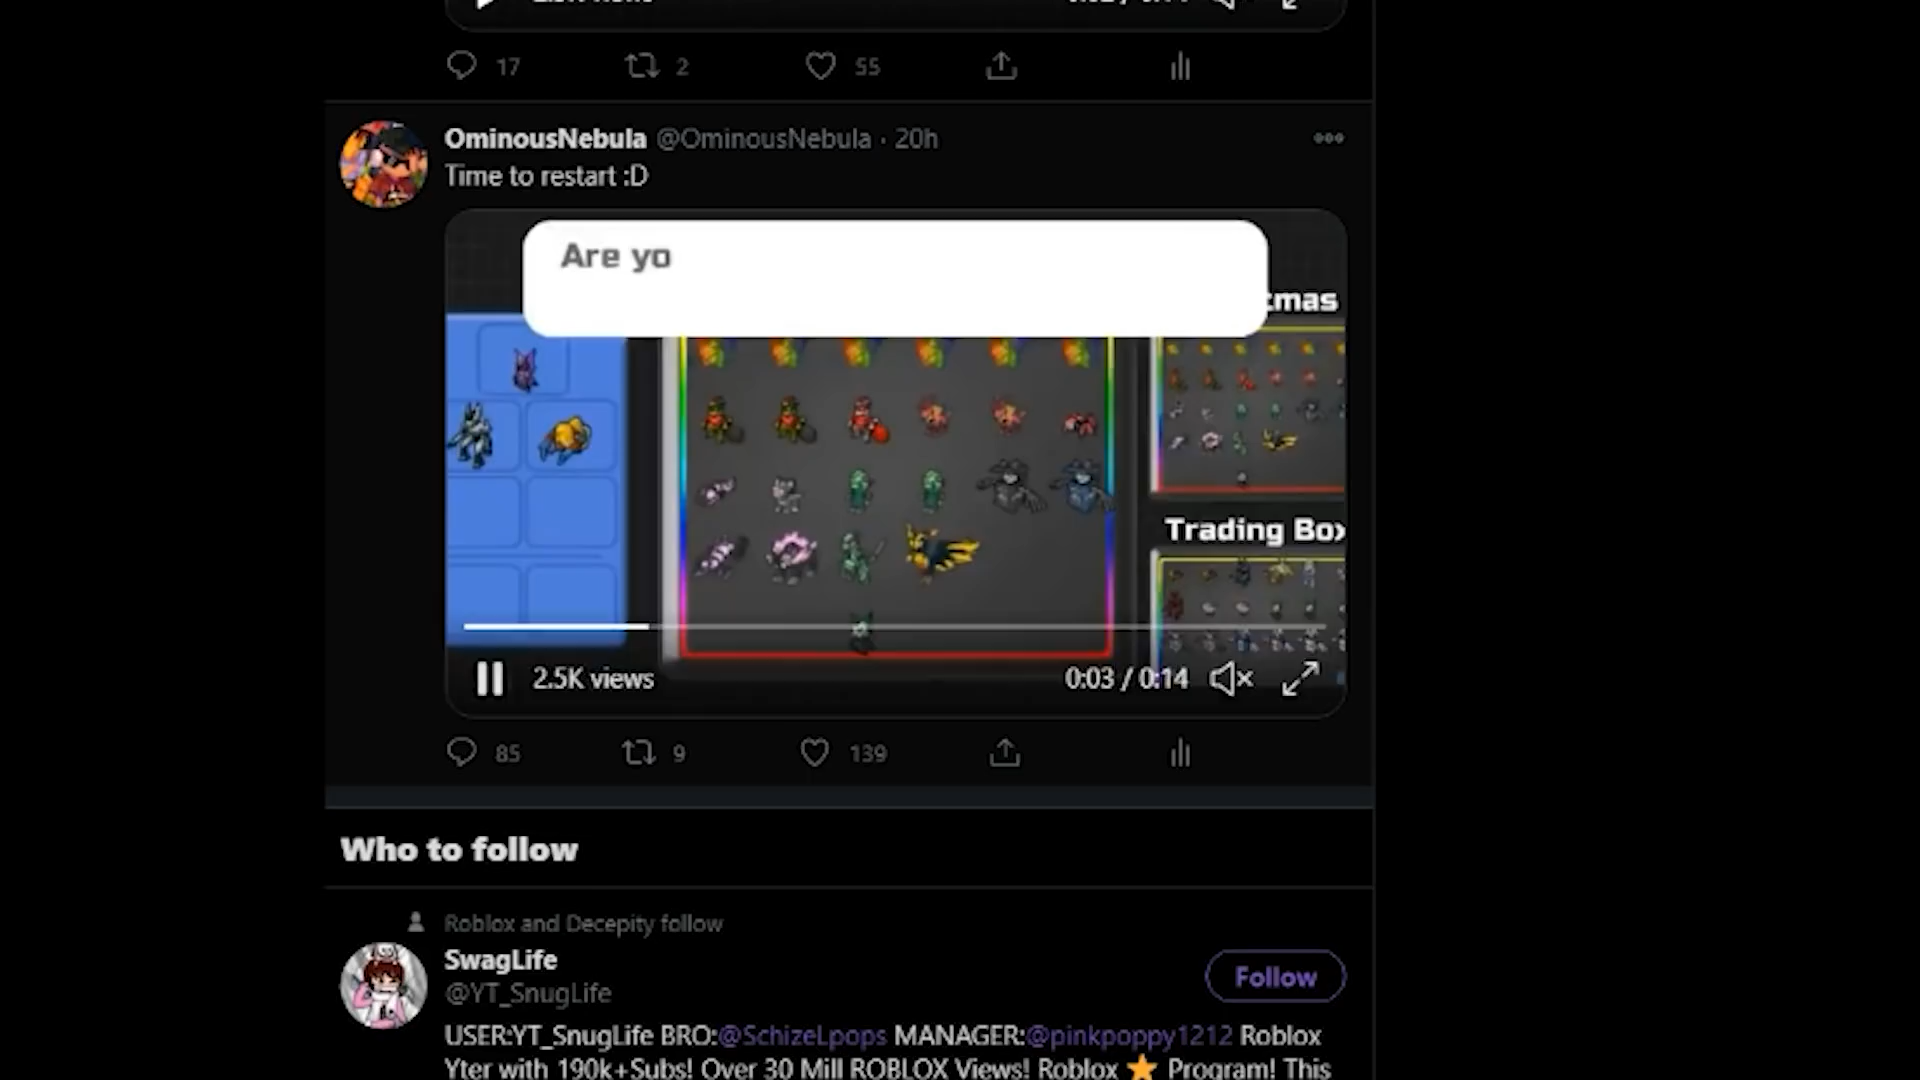 17
2
55
OminousNebula @OminousNebula · 20h
Time to restart :D
Are yo
tmas
Trading Box
2.5K views
0:03 / 0:14
85
9
139
Who to follow
Roblox and Decepity follow
SwagLife
@YT_SnugLife
Follow
USER:YT_SnugLife BRO:@SchizeLpops MANAGER:@pinkpoppy1212 Roblox
Yter with 190k+Subs! Over 30 Mill ROBLOX Views! Roblox ⭐ Program! This